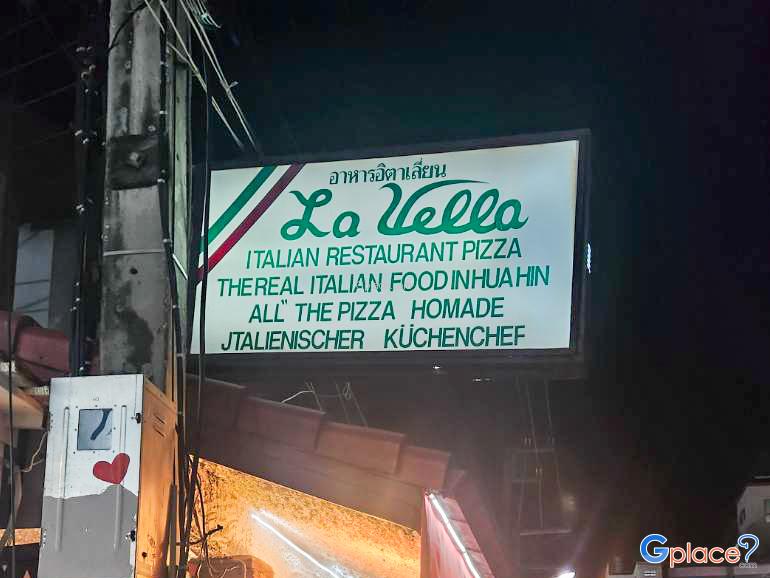 อาหารอิตาเลี่ยน
La Vella
ITALIAN RESTAURANT PIZZA
THE REAL ITALIAN FOOD IN HUA HIN
ALL" THE PIZZA HOMADE
JTALIENISCHER KÜCHENCHEF
Gplace?.com